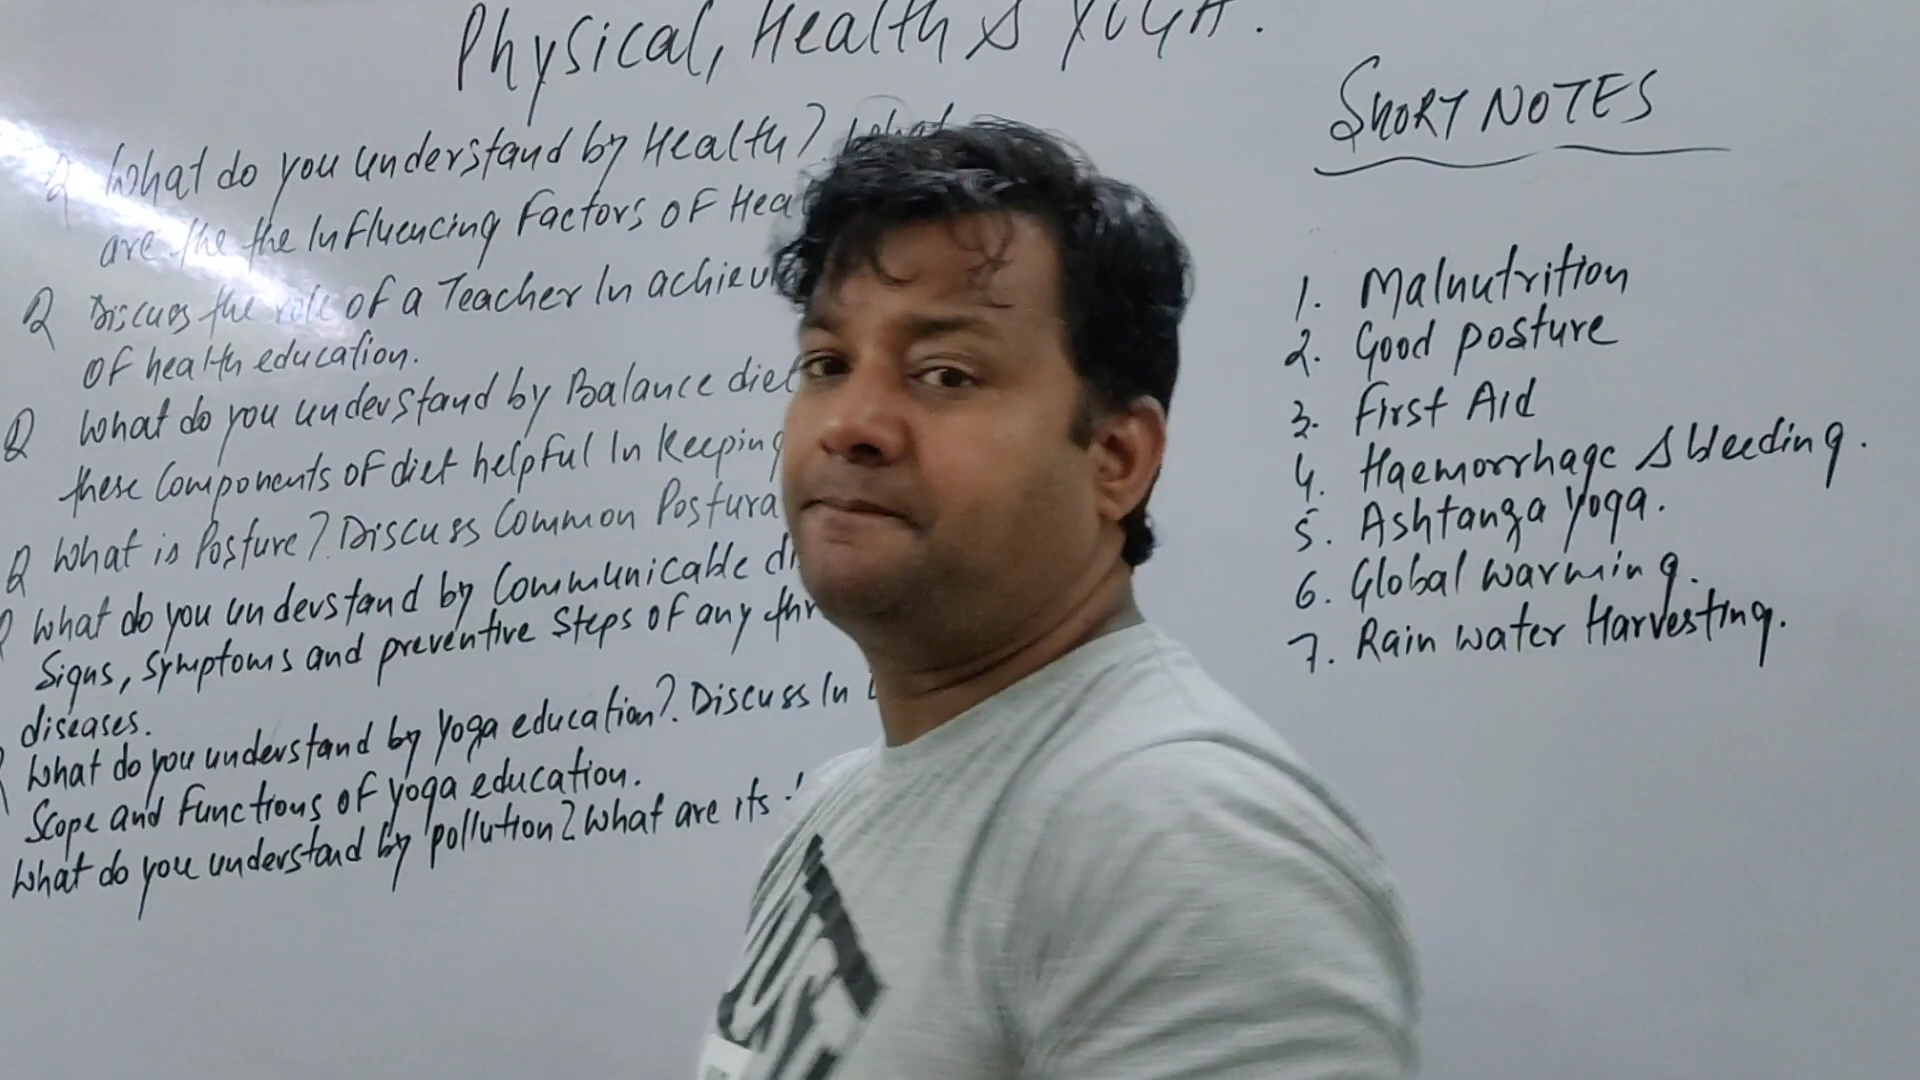 Physical, Health & YOGA.
Q What do you understand by Health? What
are the the Influencing Factors OF Hea
Q Discuss the role of a Teacher In achiev
of health education.
Q What do you understand by Balance diet
these Components of diet helpful In Keeping
Q What is Posture? Discuss Common Postura
Q What do you understand by Communicable di
Signs, symptoms and preventive Steps of any thr
diseases.
What do you understand by Yoga education?. Discuss In
Scope and Functions of yoga education.
What do you understand by pollution? What are its
SHORT NOTES
1. Malnutrition
2. Good posture
3. First Aid
4. Haemorrhage & bleeding.
5. Ashtanga Yoga.
6. Global warming.
7. Rain water Harvesting.